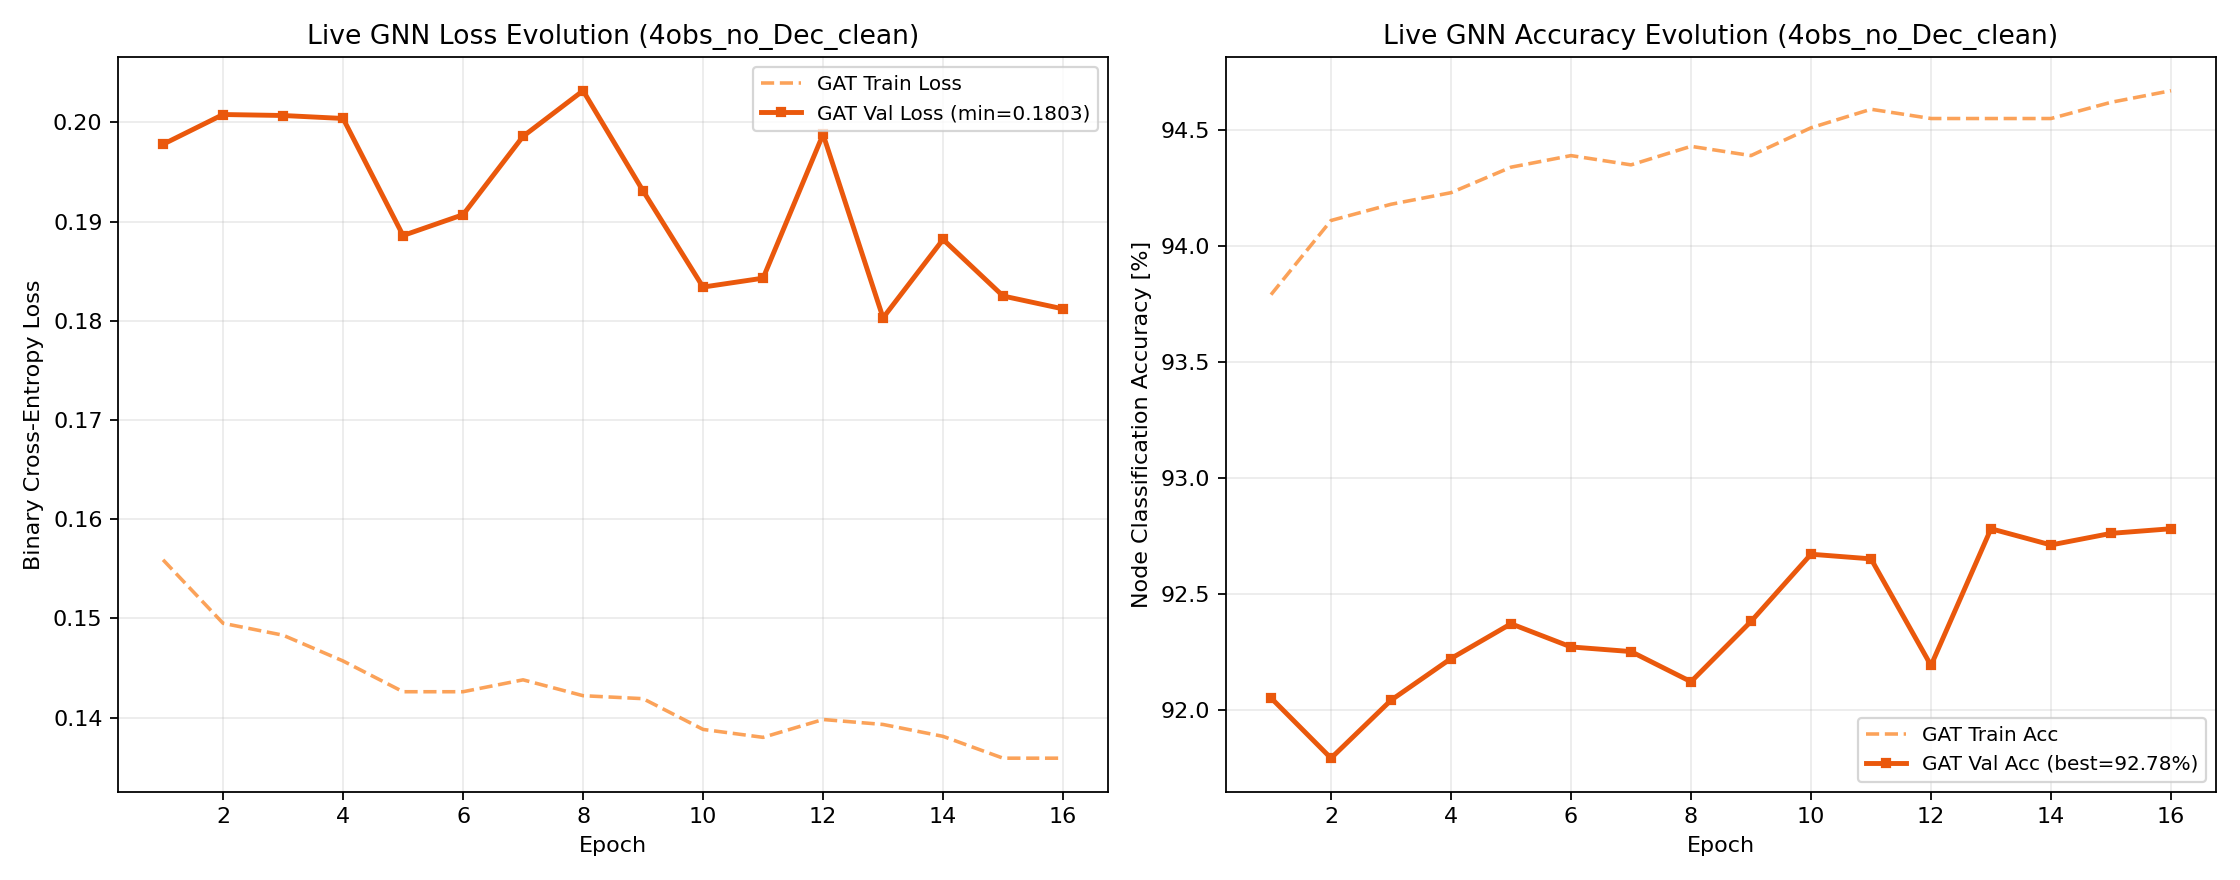 Live GNN Loss Evolution (4obs_no_Dec_clean)
GAT Train Loss
GAT Val Loss (min=0.1803)
Binary Cross-Entropy Loss
0.20
0.19
0.18
0.17
0.16
0.15
0.14
2 4 6 8 10 12 14 16
Epoch
Live GNN Accuracy Evolution (4obs_no_Dec_clean)
Node Classification Accuracy [%]
94.5
94.0
93.5
93.0
92.5
92.0
GAT Train Acc
GAT Val Acc (best=92.78%)
2 4 6 8 10 12 14 16
Epoch